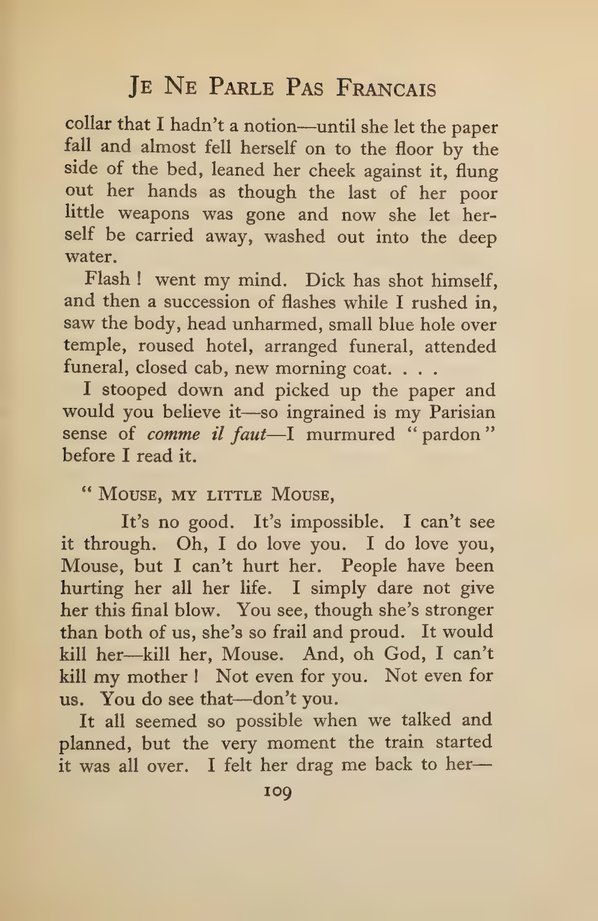 Je Ne Parle Pas Francais
collar that I hadn't a notion—until she let the paper
fall and almost fell herself on to the floor by the
side of the bed, leaned her cheek against it, flung
out her hands as though the last of her poor
little weapons was gone and now she let her-
self be carried away, washed out into the deep
water.
Flash ! went my mind. Dick has shot himself,
and then a succession of flashes while I rushed in,
saw the body, head unharmed, small blue hole over
temple, roused hotel, arranged funeral, attended
funeral, closed cab, new morning coat. . . .
I stooped down and picked up the paper and
would you believe it—so ingrained is my Parisian
sense of comme il faut—I murmured “ pardon ”
before I read it.
“ Mouse, my little Mouse,
It's no good. It's impossible. I can't see
it through. Oh, I do love you. I do love you,
Mouse, but I can't hurt her. People have been
hurting her all her life. I simply dare not give
her this final blow. You see, though she's stronger
than both of us, she's so frail and proud. It would
kill her—kill her, Mouse. And, oh God, I can't
kill my mother ! Not even for you. Not even for
us. You do see that—don't you.
It all seemed so possible when we talked and
planned, but the very moment the train started
it was all over. I felt her drag me back to her—
109